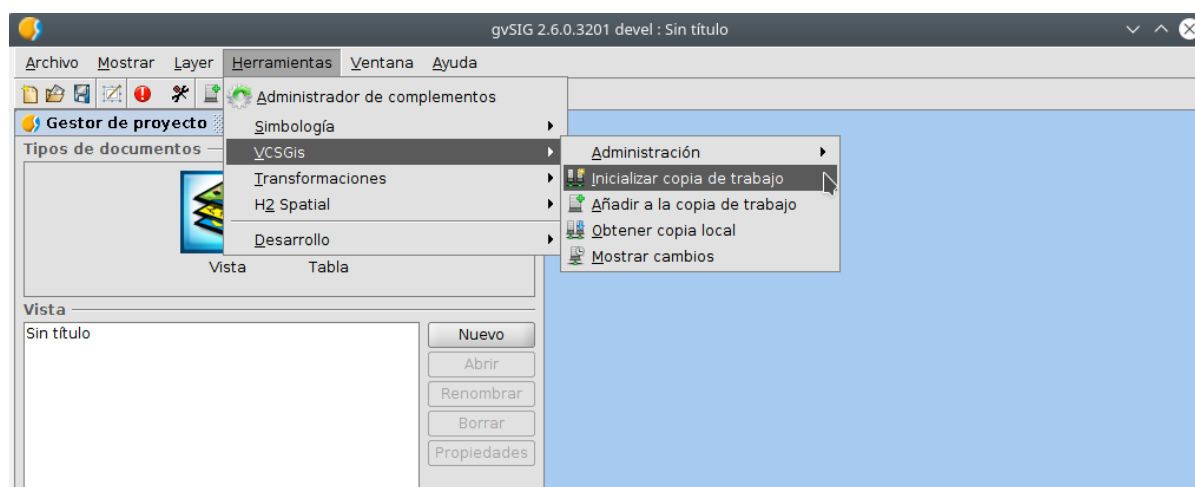 gvSIG 2.6.0.3201 devel : Sin título
Archivo Mostrar Layer Herramientas Ventana Ayuda
Administrador de complementos
Gestor de proyecto
Simbología
Tipos de documentos
VCSGis
Administración
Transformaciones
Inicializar copia de trabajo
H2 Spatial
Añadir a la copia de trabajo
Obtener copia local
Desarrollo
Mostrar cambios
Vista Tabla
Vista
Sin título
Nuevo
Abrir
Renombrar
Borrar
Propiedades